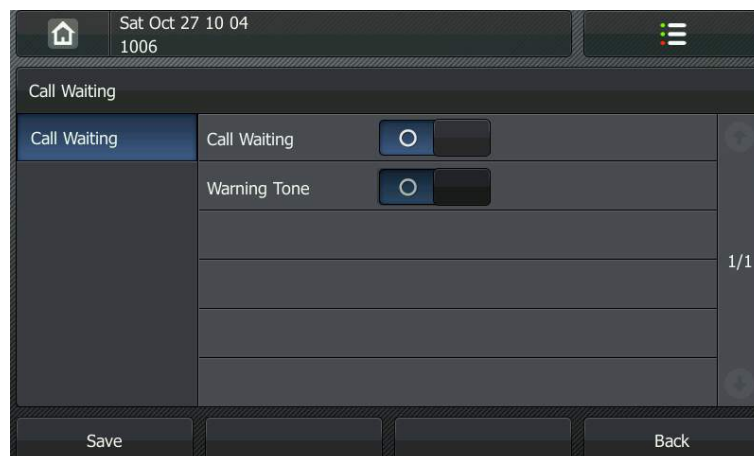 Sat Oct 27 10 04
1006
Call Waiting
Call Waiting
Call Waiting
Warning Tone
1/1
Save
Back